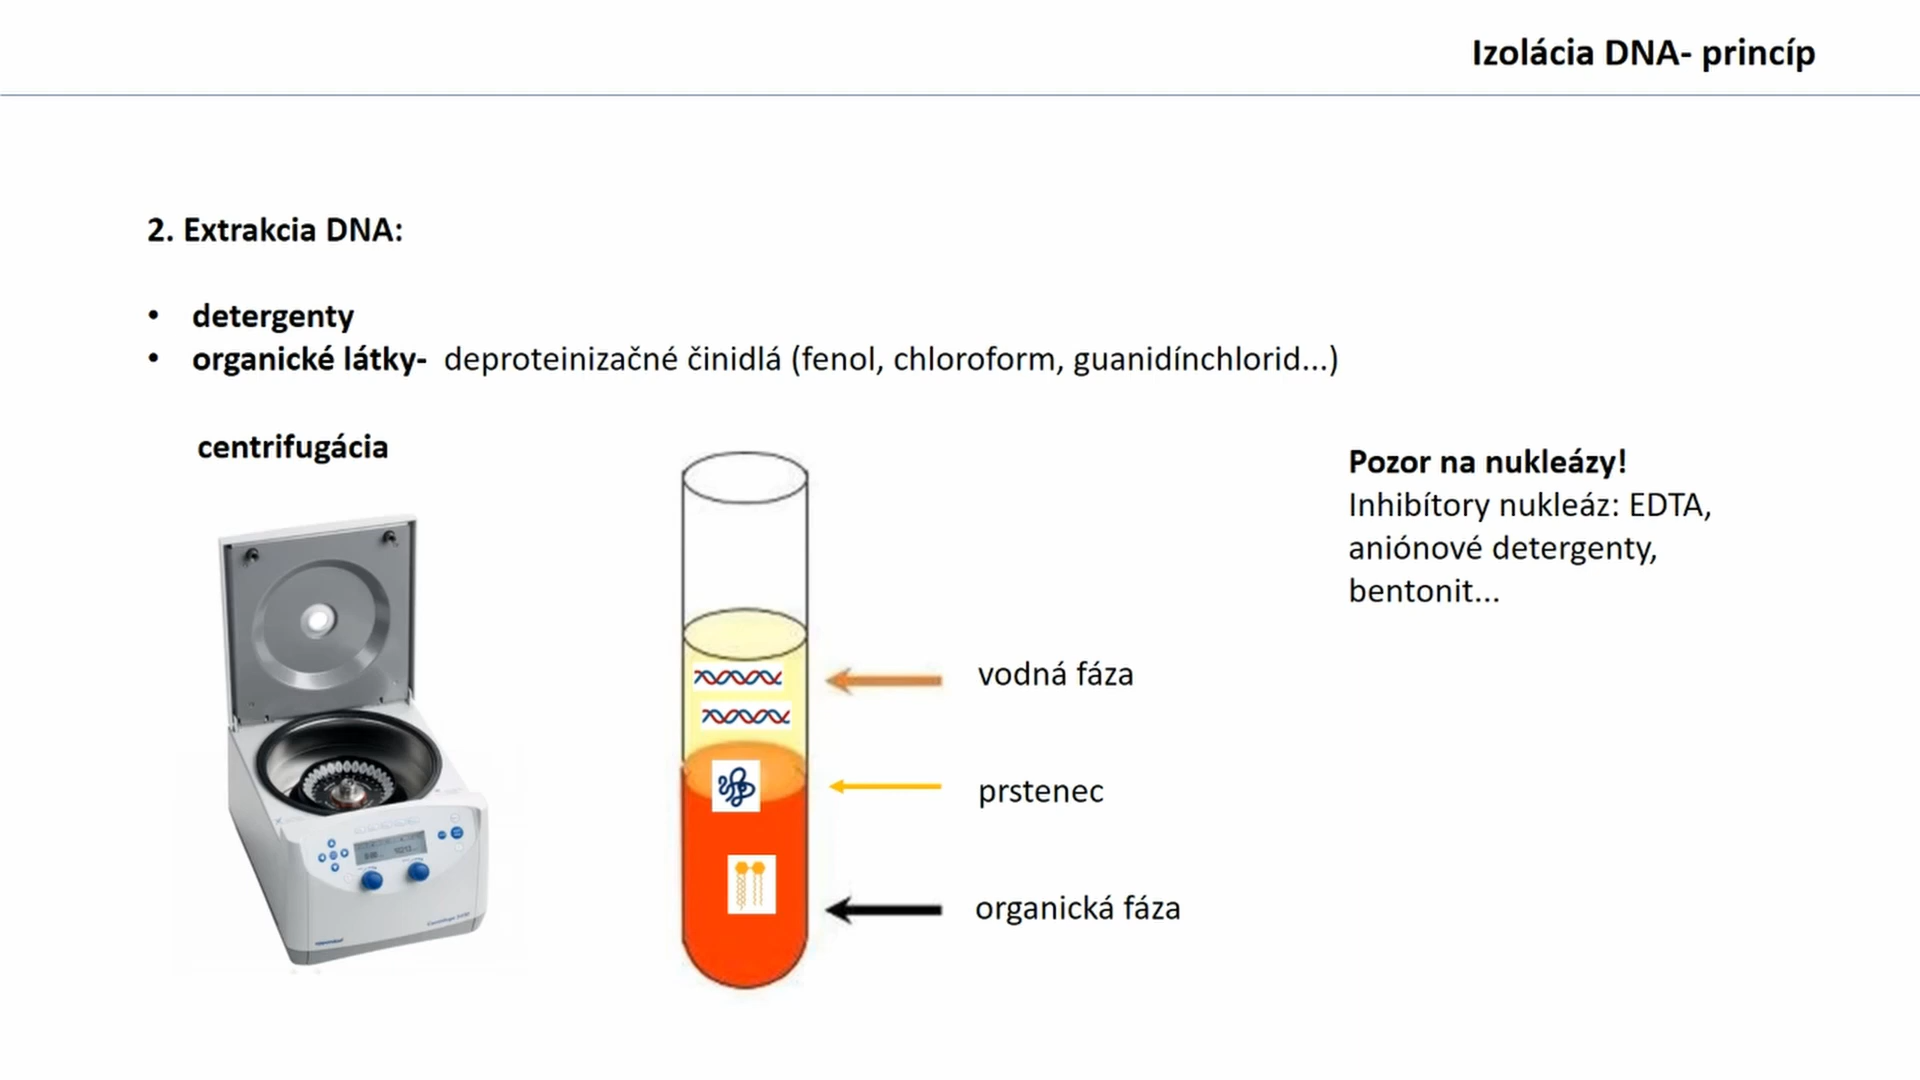 Izolácia DNA- princíp
2. Extrakcia DNA:
• detergenty
• organické látky- deproteinizačné činidlá (fenol, chloroform, guanidínchlorid...)
centrifugácia
Pozor na nukleázy!
Inhibítory nukleáz: EDTA,
aniónové detergenty,
bentonit...
vodná fáza
prstenec
organická fáza